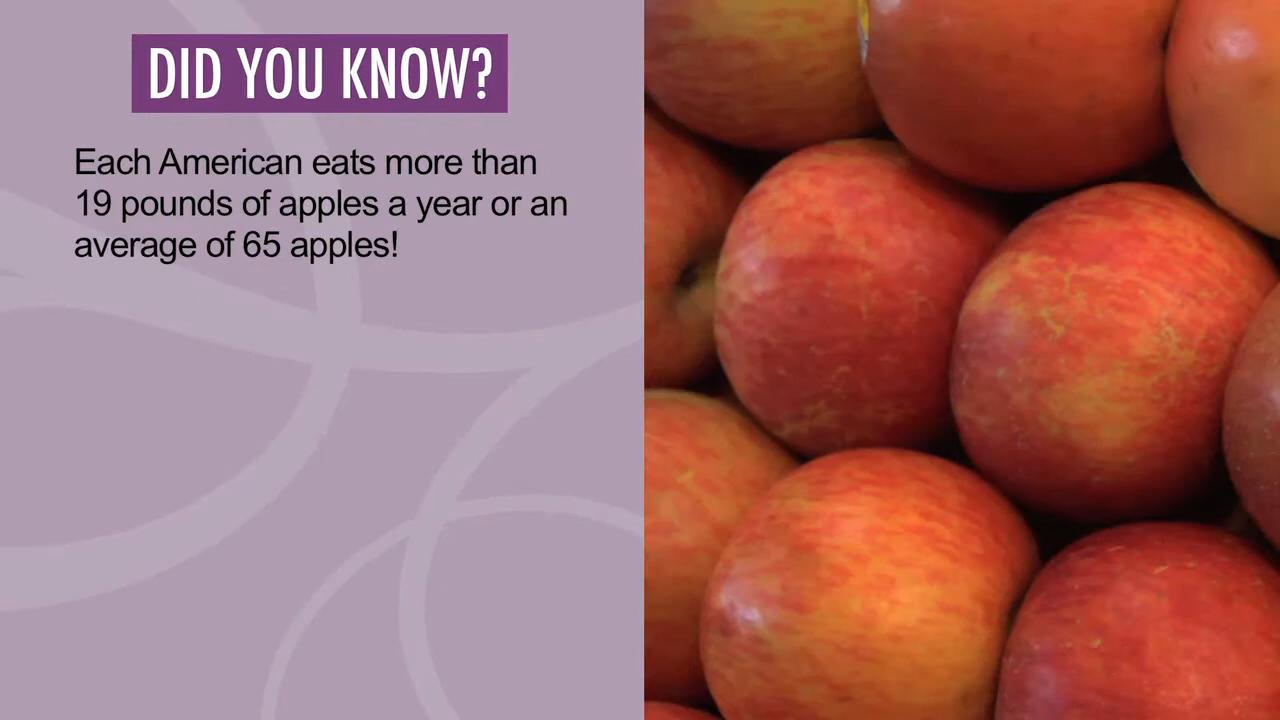 DID YOU KNOW?
Each American eats more than
19 pounds of apples a year or an
average of 65 apples!